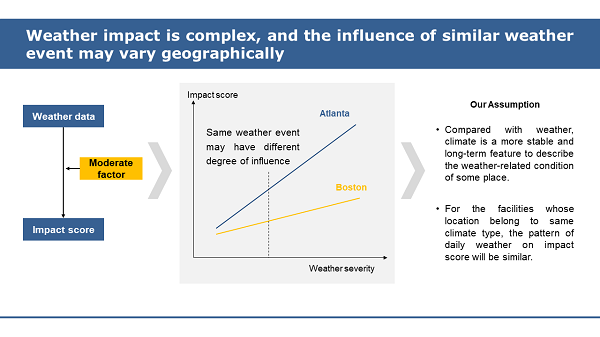 Weather impact is complex, and the influence of similar weather
event may vary geographically
Weather data
Moderate
factor
Impact score
Impact score
Atlanta
Same weather event
may have different
degree of influence
Boston
Weather severity
Our Assumption
• Compared with weather,
climate is a more stable and
long-term feature to describe
the weather-related condition
of some place.
• For the facilities whose
location belong to same
climate type, the pattern of
daily weather on impact
score will be similar.